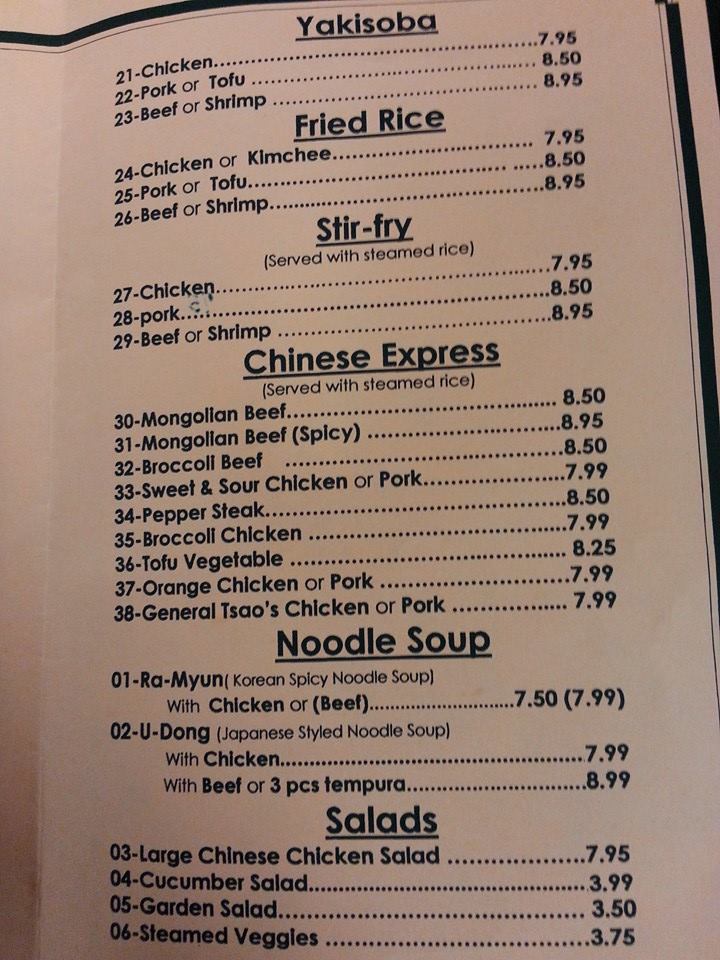 Yakisoba
21-Chicken..........................................................7.95
22-Pork or Tofu .................................................... 8.50
23-Beef or Shrimp ................................................ 8.95
Fried Rice
24-Chicken or Kimchee..................................... 7.95
25-Pork or Tofu............................................... .....8.50
26-Beef or Shrimp..................................................8.95
Stir-fry
(Served with steamed rice)
27-Chicken............................................................7.95
28-pork...................................................................8.50
29-Beef or Shrimp ..................................................8.95
Chinese Express
(Served with steamed rice)
30-Mongolian Beef................................................. 8.50
31-Mongolian Beef (Spicy) ...................................8.95
32-Broccoli Beef ..................................................8.50
33-Sweet & Sour Chicken or Pork.........................7.99
34-Pepper Steak.......................................................8.50
35-Broccoli Chicken ...............................................7.99
36-Tofu Vegetable .................................................. 8.25
37-Orange Chicken or Pork ..................................7.99
38-General Tsao's Chicken or Pork .................... 7.99
Noodle Soup
01-Ra-Myun( Korean Spicy Noodle Soup)
With Chicken or (Beef)...........................7.50 (7.99)
02-U-Dong (Japanese Styled Noodle Soup)
With Chicken.......................................................7.99
With Beef or 3 pcs tempura................................8.99
Salads
03-Large Chinese Chicken Salad .........................7.95
04-Cucumber Salad...................................................3.99
05-Garden Salad........................................................ 3.50
06-Steamed Veggies ...............................................3.75